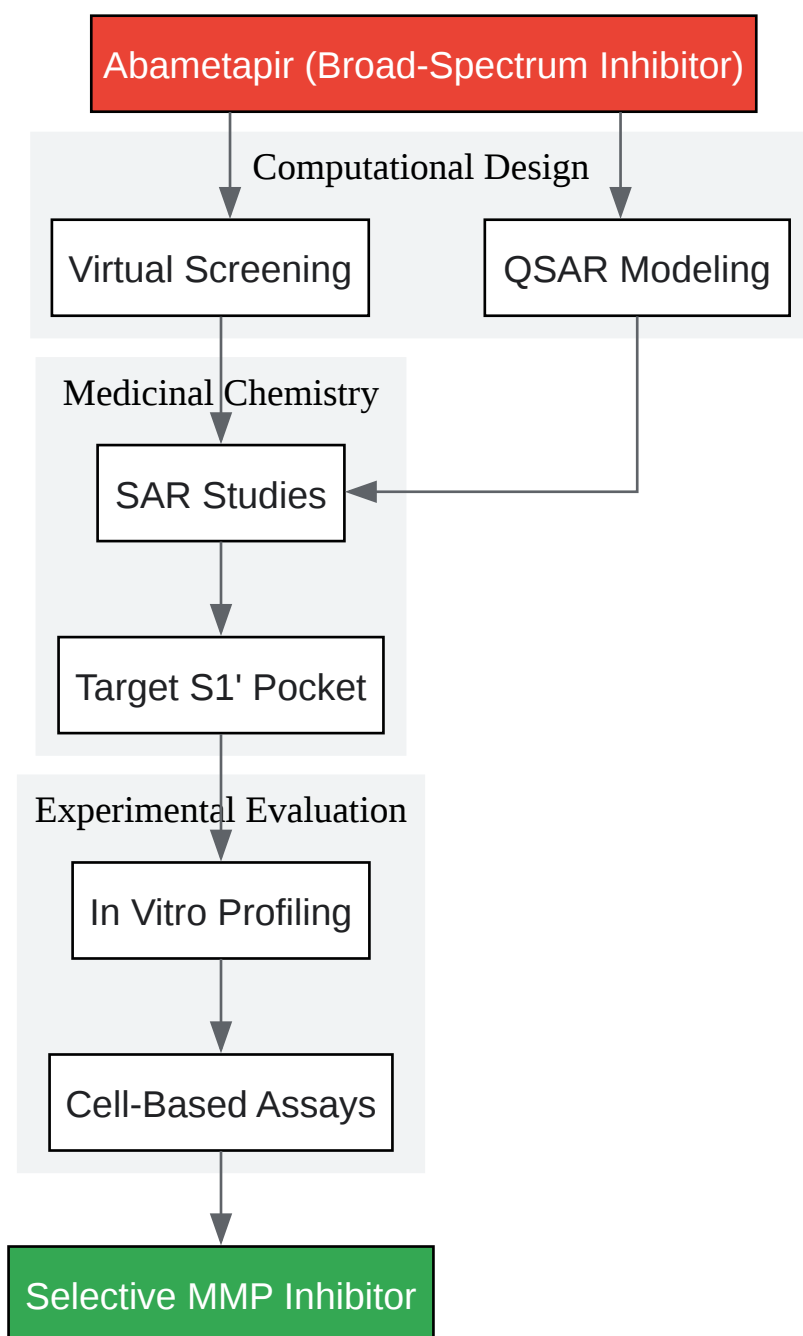 Abametapir (Broad-Spectrum Inhibitor)
Computational Design
Virtual Screening
QSAR Modeling
Medicinal Chemistry
SAR Studies
Target S1' Pocket
Experimental Evaluation
In Vitro Profiling
Cell-Based Assays
Selective MMP Inhibitor